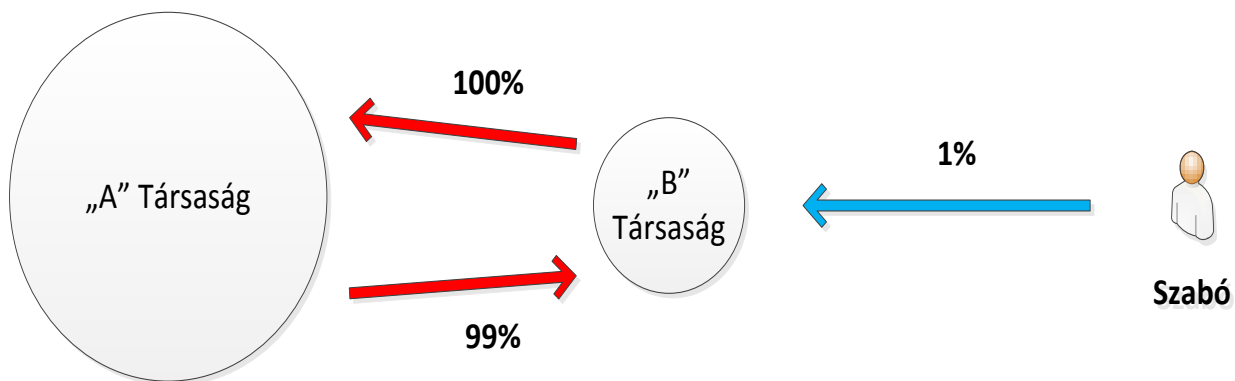 100%
1%
„A” Társaság
„B”
Társaság
99%
Szabó